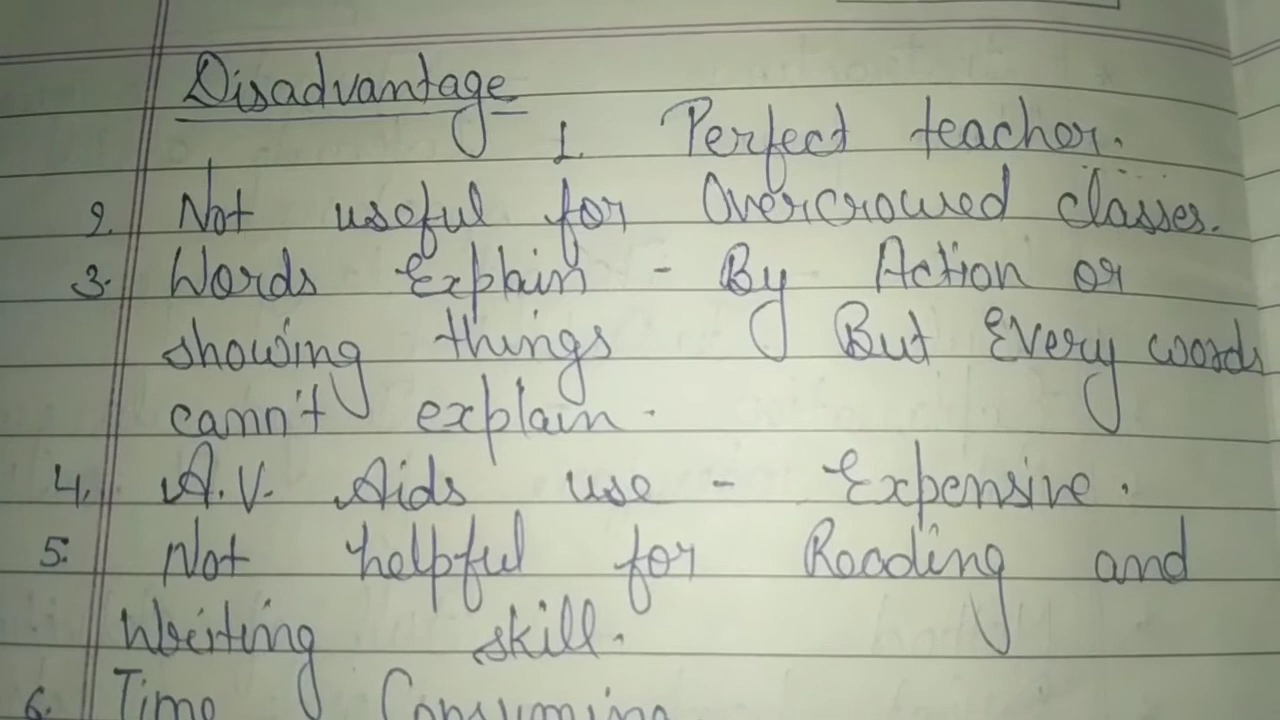 Disadvantage
1. Perfect teacher.
2. Not useful for Overcrowed classes.
3. Words Explain - By Action or
showing things But Every words
cann't explain.
4. A.V. Aids use - Expensive.
5. Not helpful for Reading and
Writing skill.
6. Time Consuming